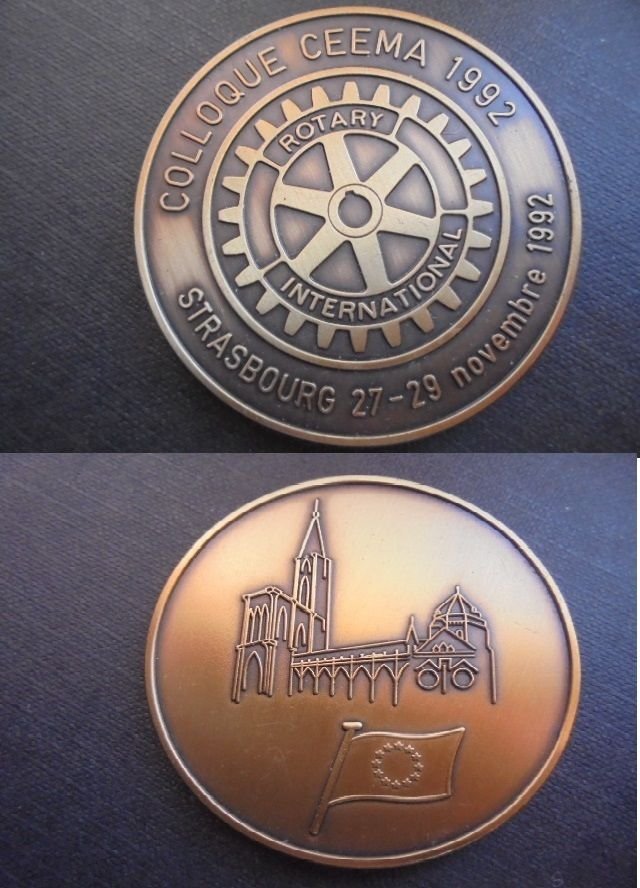 COLLOQUE CEEMA 1992
ROTARY
INTERNATIONAL
STRASBOURG 27-29 novembre 1992